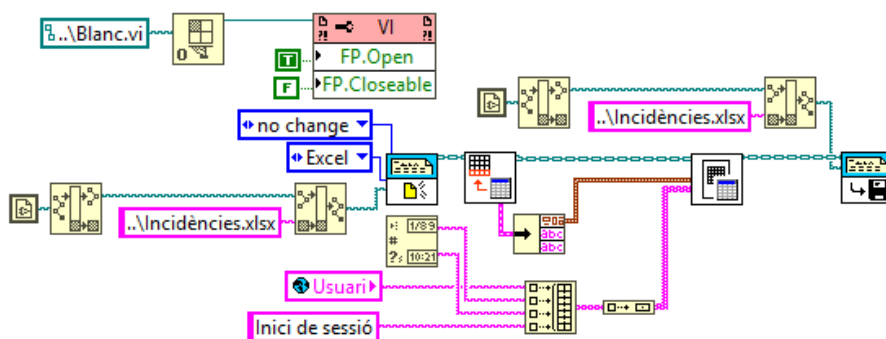 ..\Blanc.vi
VI
T
FP.Open
F
FP.Closeable
no change
..\Incidències.xlsx
Excel
..\Incidències.xlsx
1/89
#
?
10:21
abc
abc
Usuari
Inici de sessió